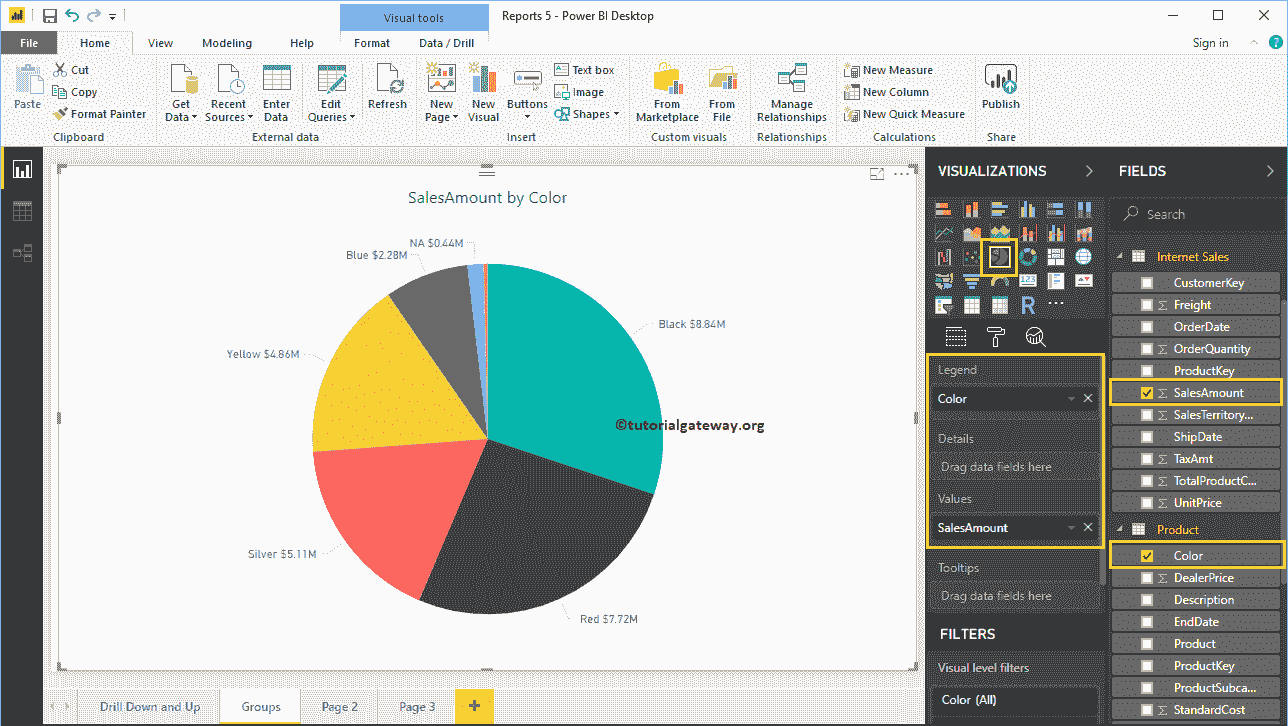 Visual tools
Reports 5 - Power BI Desktop
File
Home
View
Modeling
Help
Format
Data / Drill
Sign in
?
Paste
Cut
Copy
Format Painter
Clipboard
Get
Data
Recent
Sources
Enter
Data
Edit
Queries
External data
Refresh
New
Page
New
Visual
Buttons
Text box
Image
Shapes
Insert
From
Marketplace
From
File
Custom visuals
Manage
Relationships
Relationships
New Measure
New Column
New Quick Measure
Calculations
Publish
Share
SalesAmount by Color
NA $0.44M
Blue $2.28M
Black $8.84M
Yellow $4.86M
©tutorialgateway.org
Silver $5.11M
Red $7.72M
Drill Down and Up
Groups
Page 2
Page 3
+
VISUALIZATIONS
123
R
Legend
Color
Details
Drag data fields here
Values
SalesAmount
Tooltips
Drag data fields here
FILTERS
Visual level filters
Color (All)
FIELDS
Search
Internet Sales
CustomerKey
Σ Freight
OrderDate
Σ OrderQuantity
ProductKey
Σ SalesAmount
Σ SalesTerritory...
ShipDate
Σ TaxAmt
Σ TotalProductC...
Σ UnitPrice
Product
Color
Σ DealerPrice
Description
EndDate
Product
ProductKey
ProductSubca...
Σ StandardCost